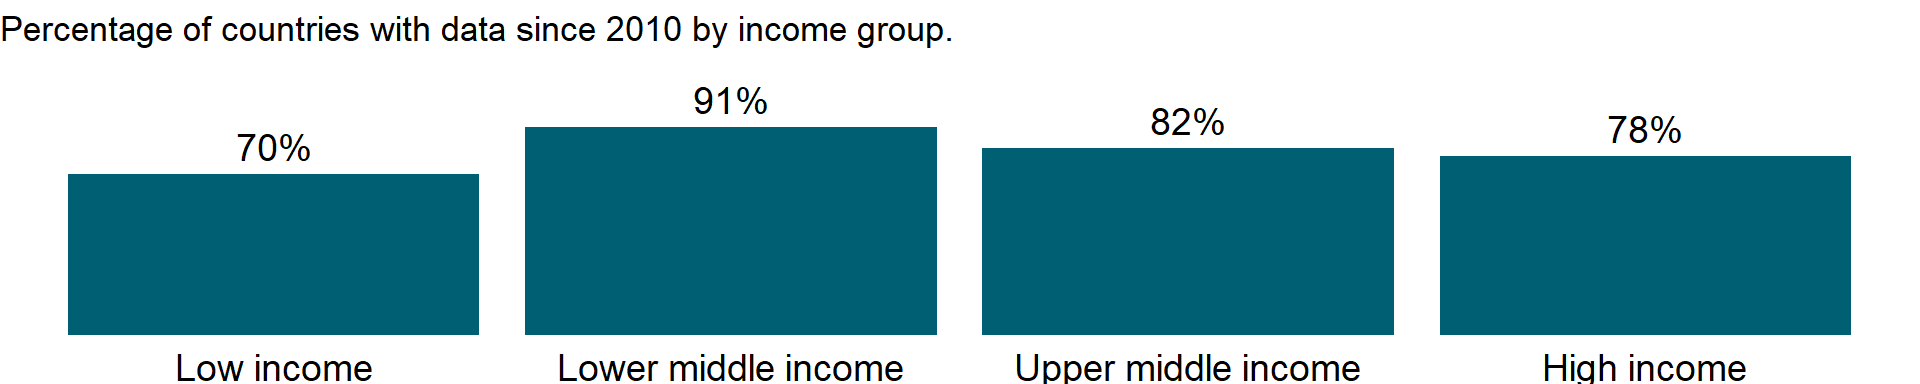 Percentage of countries with data since 2010 by income group.
91%
82%
78%
70%
Low income
Lower middle income
Upper middle income
High income